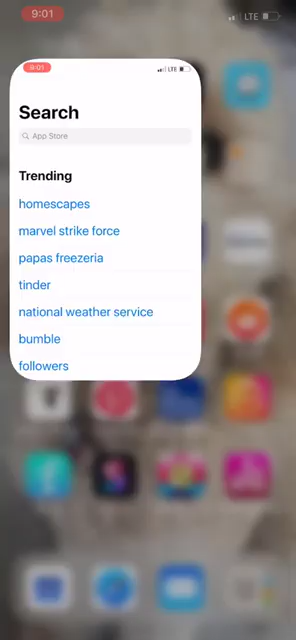 9:01
LTE
9:01
LTE
Search
App Store
Trending
homescapes
marvel strike force
papas freezeria
tinder
national weather service
bumble
followers